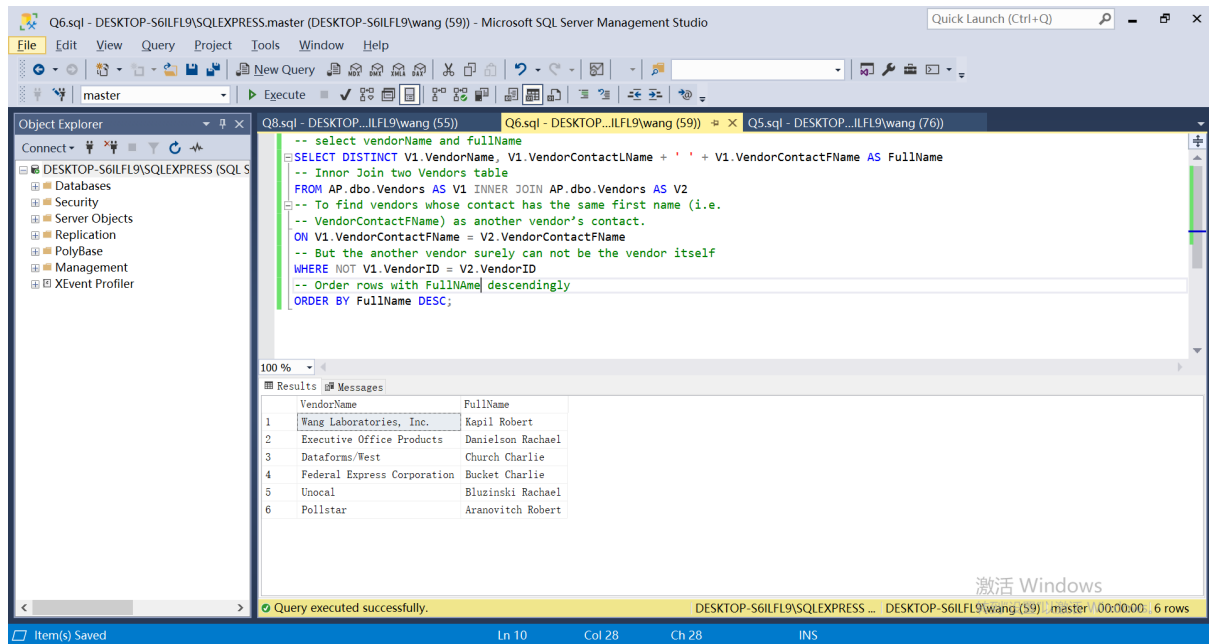 Q6.sql - DESKTOP-S6ILFL9\SQLEXPRESS.master (DESKTOP-S6ILFL9\wang (59)) - Microsoft SQL Server Management Studio
Quick Launch (Ctrl+Q)
File Edit View Query Project Tools Window Help
New Query MDX DMX XMLA DAX
master Execute
Object Explorer
Q8.sql - DESKTOP...ILFL9\wang (55))
Q6.sql - DESKTOP...ILFL9\wang (59))
Q5.sql - DESKTOP...ILFL9\wang (76))
Connect
DESKTOP-S6ILFL9\SQLEXPRESS (SQL S
Databases
Security
Server Objects
Replication
PolyBase
Management
XEvent Profiler
-- select vendorName and fullName
SELECT DISTINCT V1.VendorName, V1.VendorContactLName + ' ' + V1.VendorContactFName AS FullName
-- Innor Join two Vendors table
FROM AP.dbo.Vendors AS V1 INNER JOIN AP.dbo.Vendors AS V2
-- To find vendors whose contact has the same first name (i.e.
-- VendorContactFName) as another vendor’s contact.
ON V1.VendorContactFName = V2.VendorContactFName
-- But the another vendor surely can not be the vendor itself
WHERE NOT V1.VendorID = V2.VendorID
-- Order rows with FullNAme descendingly
ORDER BY FullName DESC;
100 %
Results Messages
VendorName FullName
1 Wang Laboratories, Inc. Kapil Robert
2 Executive Office Products Danielson Rachael
3 Dataforms/West Church Charlie
4 Federal Express Corporation Bucket Charlie
5 Unocal Bluzinski Rachael
6 Pollstar Aranovitch Robert
激活 Windows
Query executed successfully.
DESKTOP-S6ILFL9\SQLEXPRESS ... DESKTOP-S6ILFL9\wang (59) master 00:00:00 6 rows
Item(s) Saved Ln 10 Col 28 Ch 28 INS